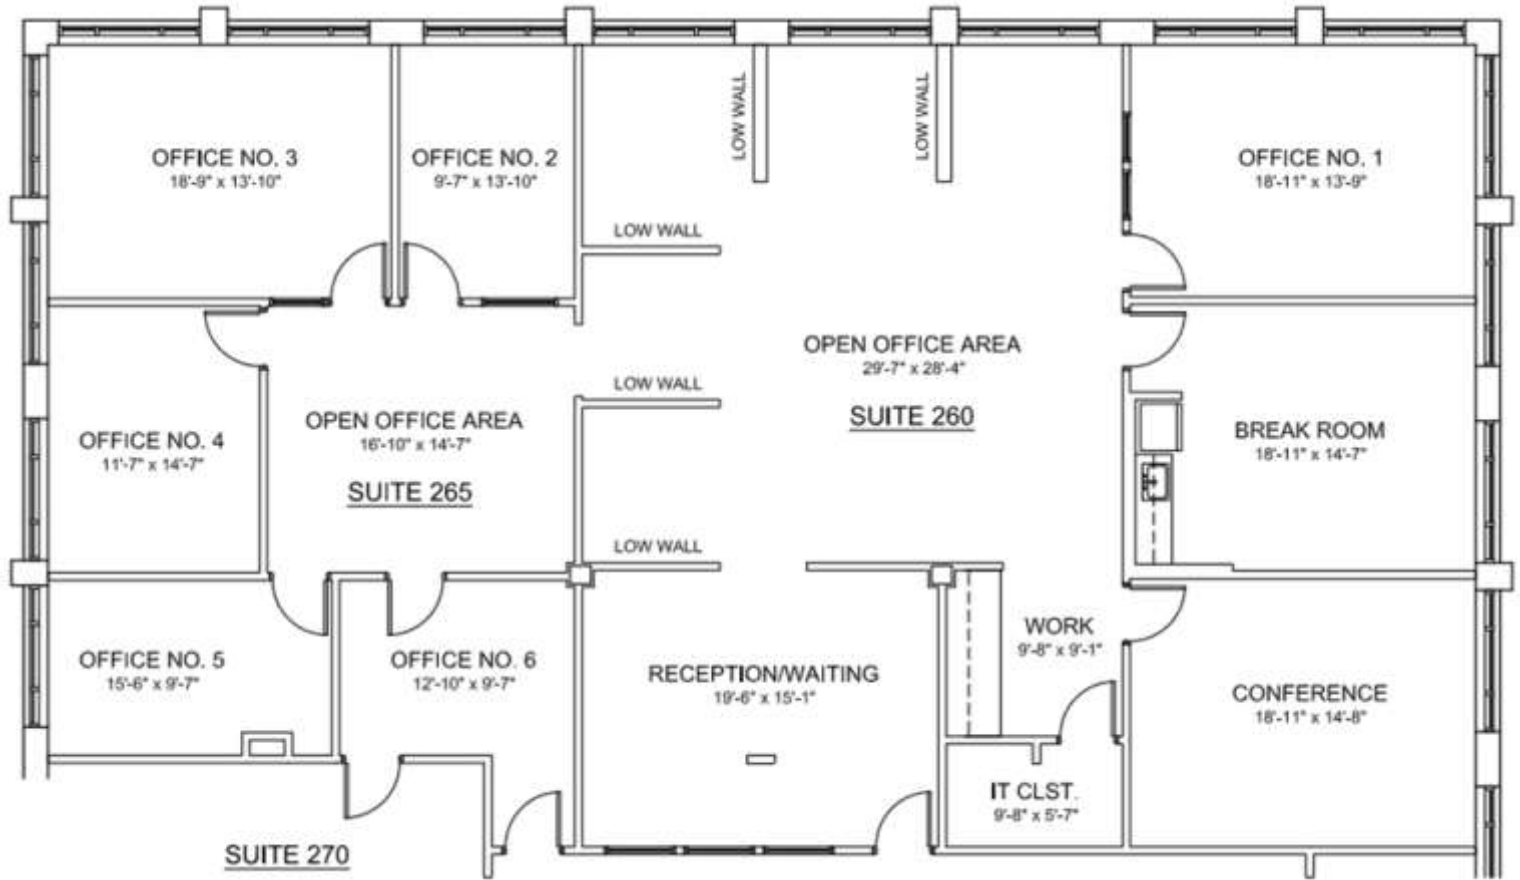 LOW WALL
LOW WALL
OFFICE NO. 3
18'-9" x 13'-10"
OFFICE NO. 2
9'-7" x 13'-10"
OFFICE NO. 1
18'-11" x 13'-9"
LOW WALL
OPEN OFFICE AREA
29'-7" x 28'-4"
SUITE 260
LOW WALL
OPEN OFFICE AREA
16'-10" x 14'-7"
SUITE 265
OFFICE NO. 4
11'-7" x 14'-7"
BREAK ROOM
18'-11" x 14'-7"
LOW WALL
WORK
9'-8" x 9'-1"
OFFICE NO. 5
15'-6" x 9'-7"
OFFICE NO. 6
12'-10" x 9'-7"
RECEPTION/WAITING
19'-6" x 15'-1"
CONFERENCE
18'-11" x 14'-8"
IT CLST.
9'-8" x 5'-7"
SUITE 270